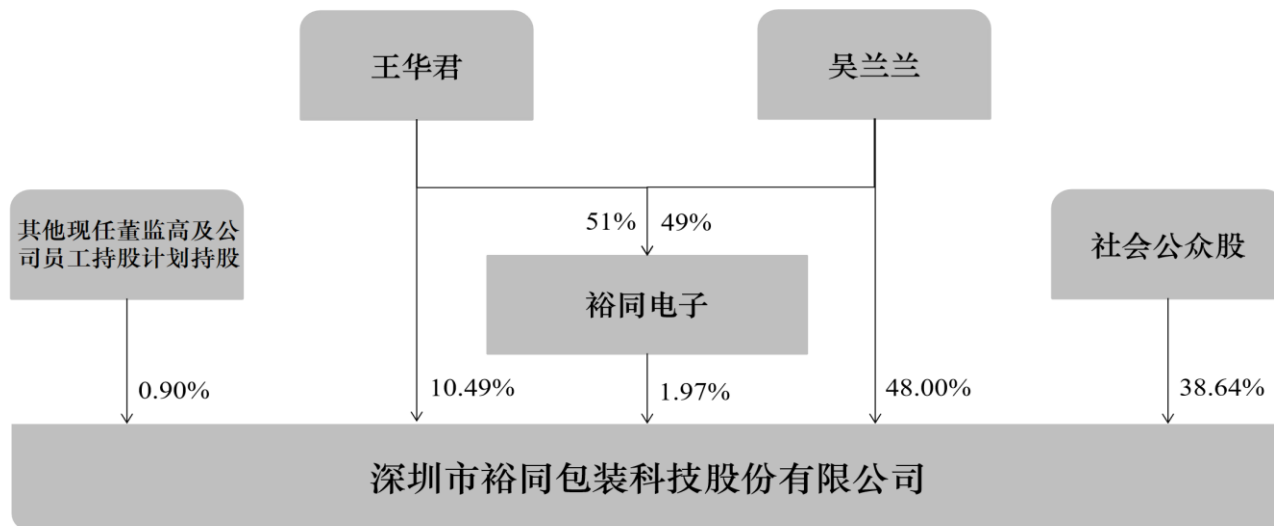 王华君
吴兰兰
其他现任董监高及公
司员工持股计划持股
51%
49%
社会公众股
裕同电子
0.90%
10.49%
1.97%
48.00%
38.64%
深圳市裕同包装科技股份有限公司